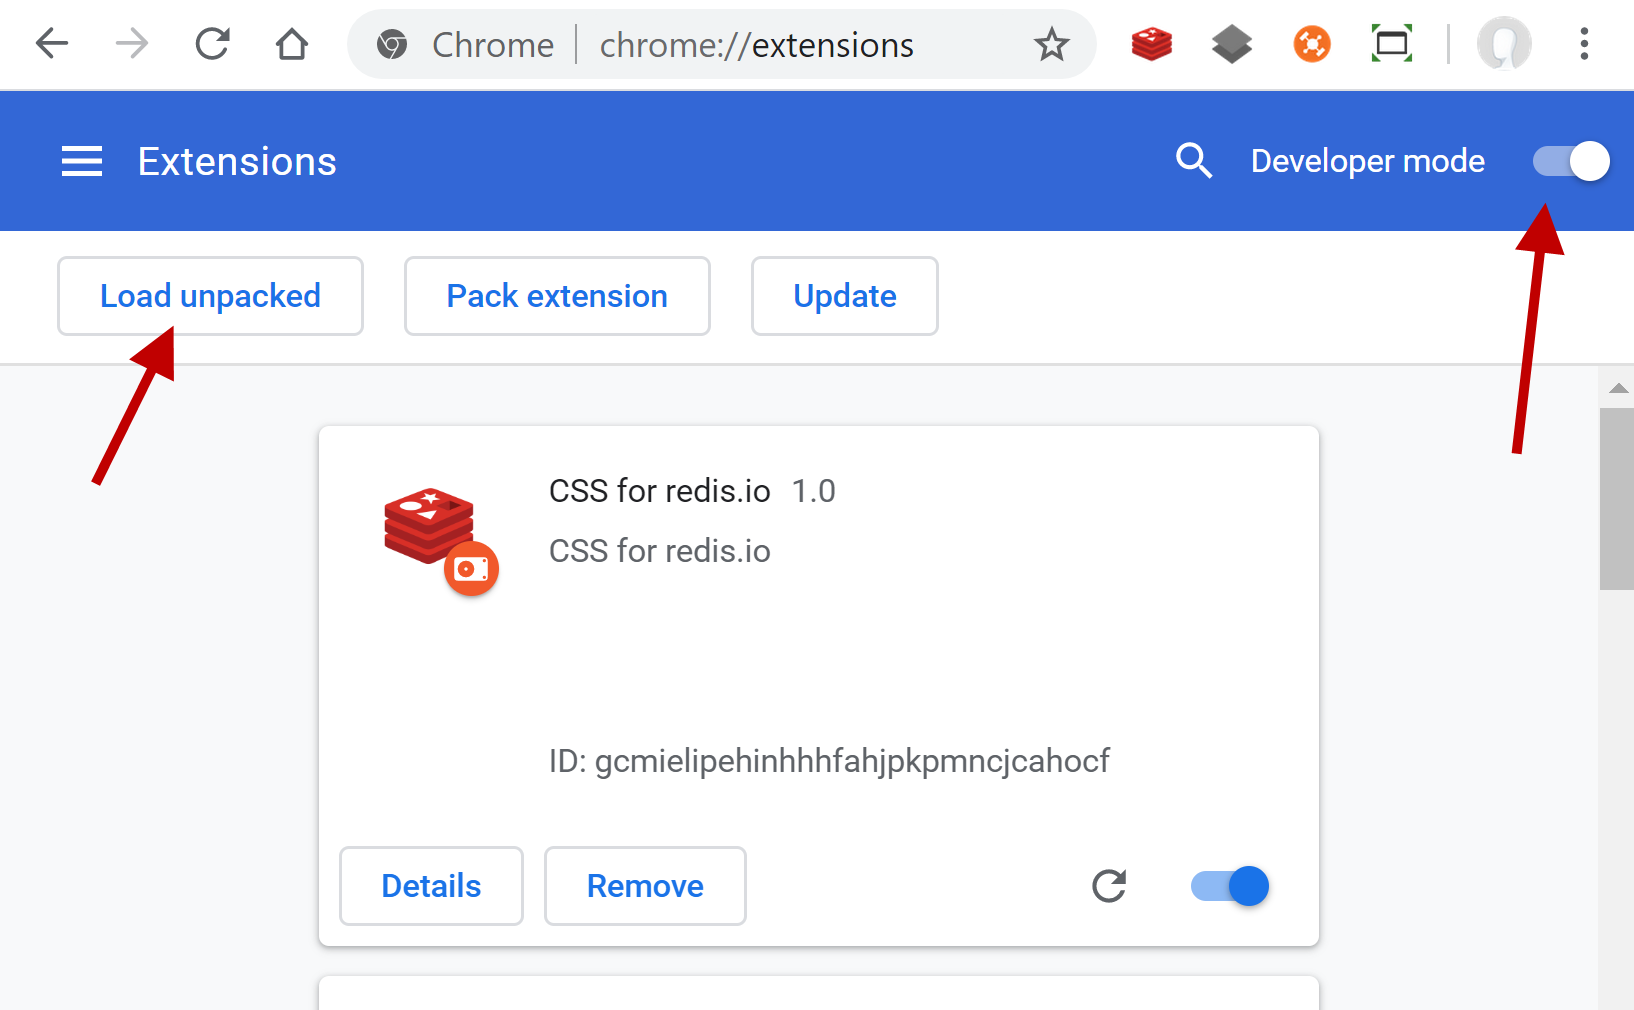 Chrome chrome://extensions
Extensions
Developer mode
Load unpacked
Pack extension
Update
CSS for redis.io 1.0
CSS for redis.io
ID: gcmielipehinhhhfahjpkpmncjcahocf
Details
Remove